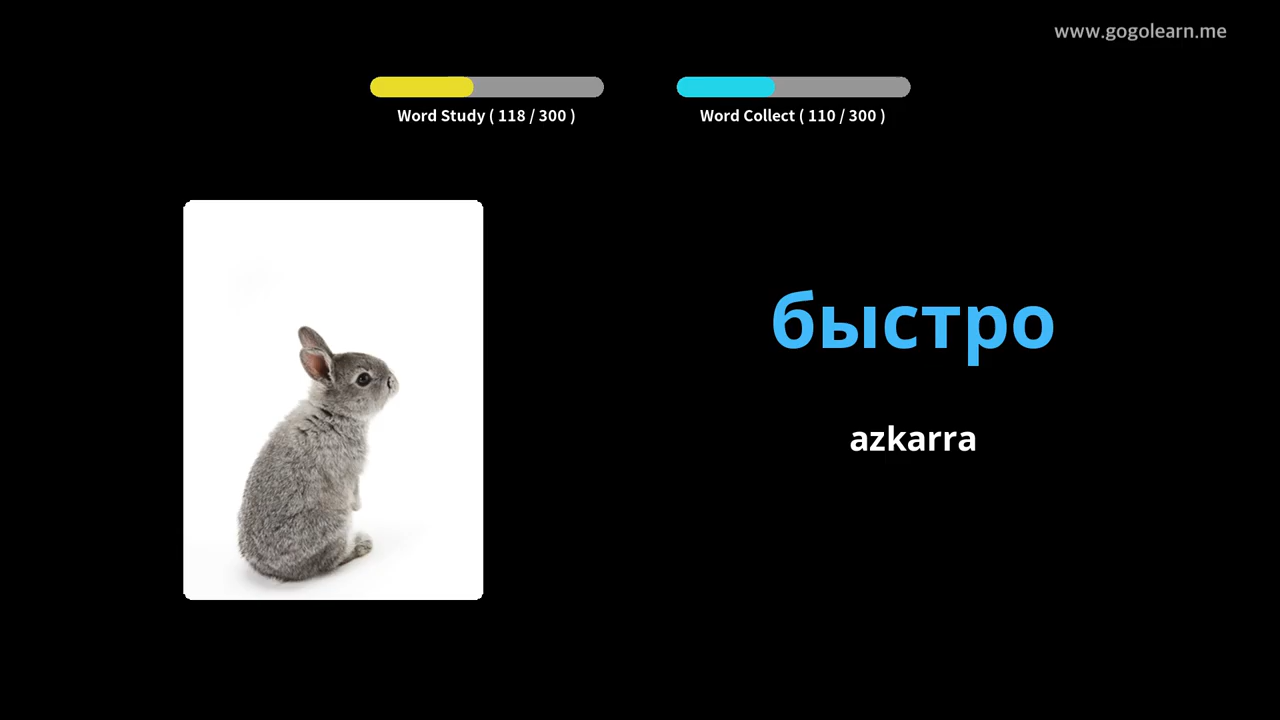 www.gogolearn.me
Word Study ( 118 / 300 )
Word Collect ( 110 / 300 )
быстро
azkarra